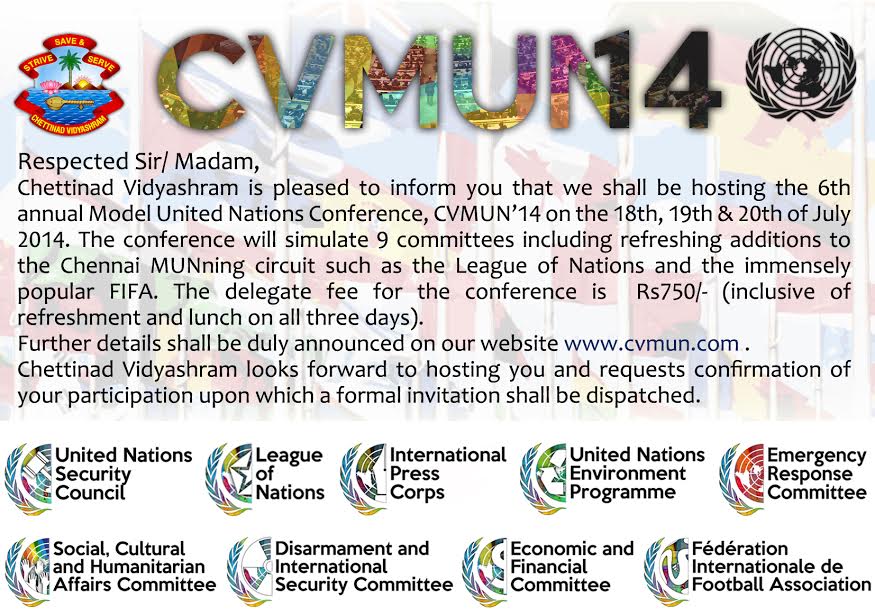 SAVE &
STRIVE
SERVE
CHETTINAD VIDYASHRAM
CVMUN14
Respected Sir/ Madam,
Chettinad Vidyashram is pleased to inform you that we shall be hosting the 6th
annual Model United Nations Conference, CVMUN’14 on the 18th, 19th & 20th of July
2014. The conference will simulate 9 committees including refreshing additions to
the Chennai MUNning circuit such as the League of Nations and the immensely
popular FIFA. The delegate fee for the conference is Rs750/- (inclusive of
refreshment and lunch on all three days).
Further details shall be duly announced on our website www.cvmun.com .
Chettinad Vidyashram looks forward to hosting you and requests confirmation of
your participation upon which a formal invitation shall be dispatched.
United Nations
Security
Council
League
of
Nations
International
Press
Corps
United Nations
Environment
Programme
Emergency
Response
Committee
Social, Cultural
and Humanitarian
Affairs Committee
Disarmament and
International
Security Committee
Economic and
Financial
Committee
Fédération
Internationale de
Football Association